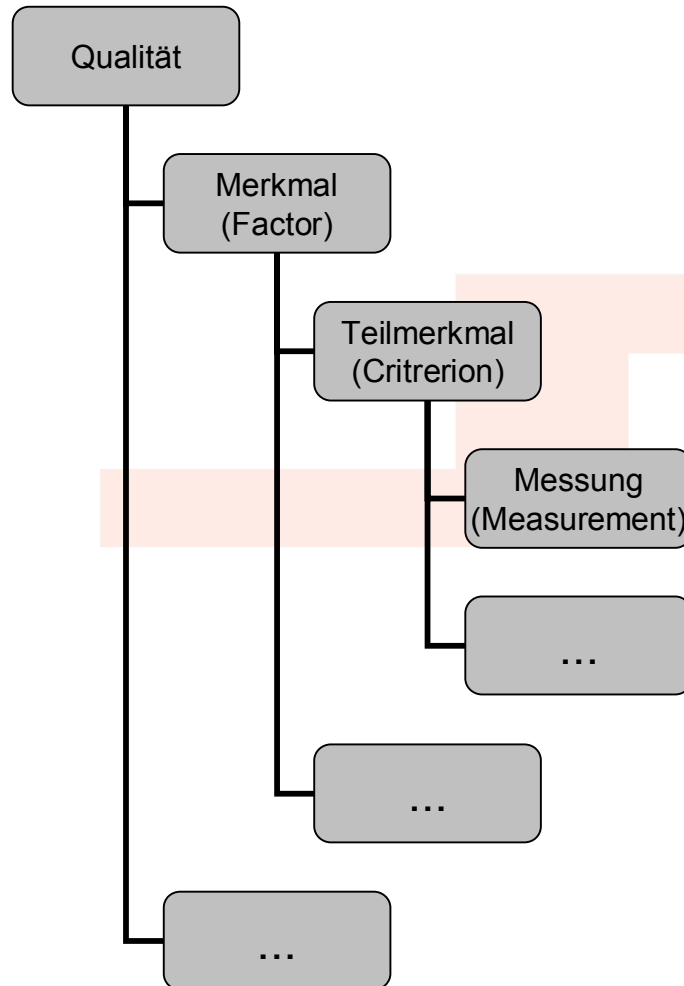 Qualität
Merkmal
(Factor)
Teilmerkmal
(Critrerion)
Messung
(Measurement)
...
...
...